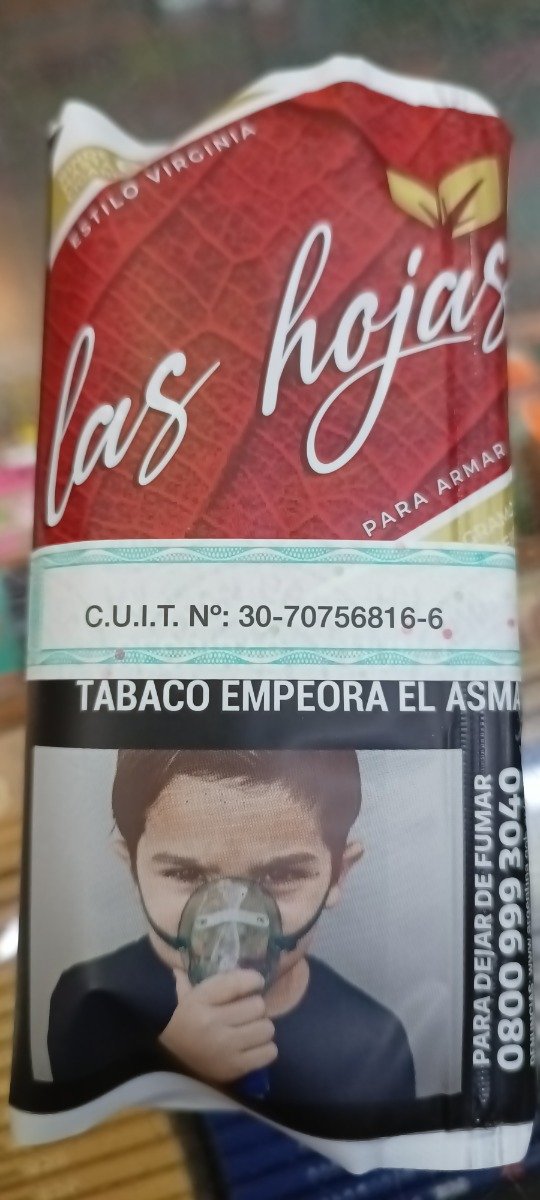 ESTILO VIRGINIA
las hojas
PARA ARMAR
C.U.I.T. Nº: 30-70756816-6
TABACO EMPEORA EL ASMA
PARA DEJAR DE FUMAR
0800 999 3040